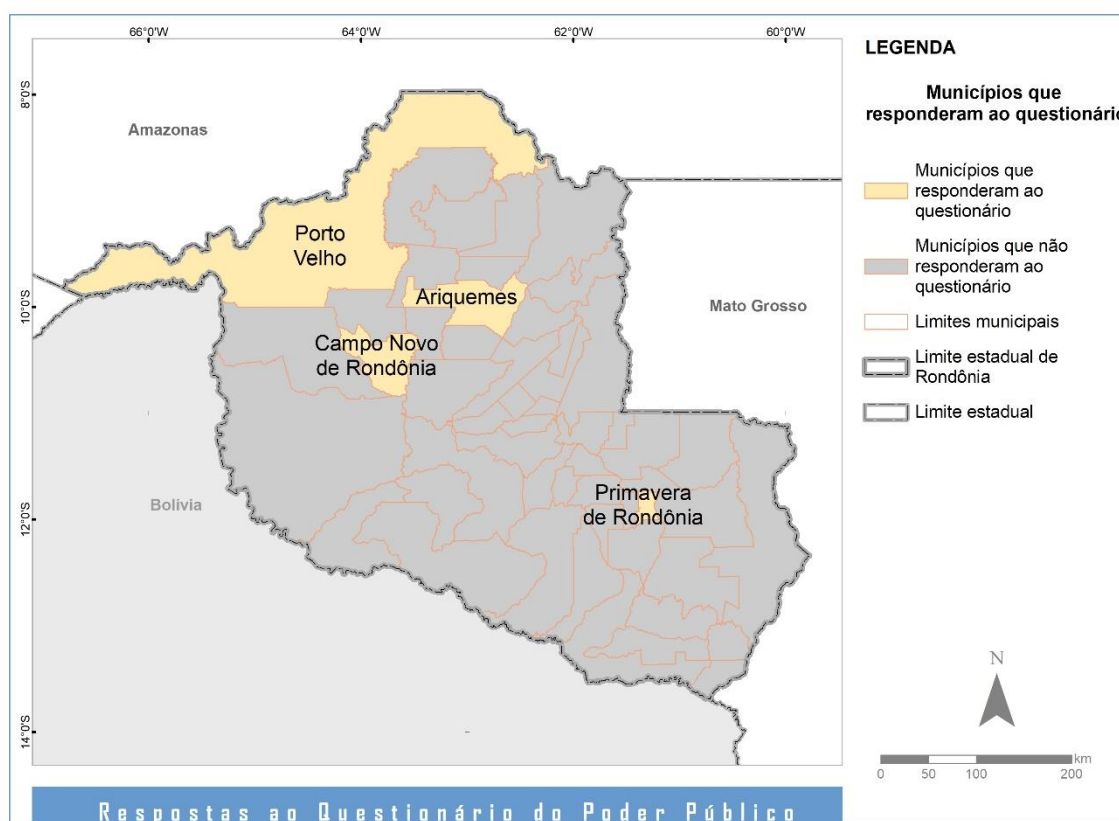 66°0'W 64°0'W 62°0'W 60°0'W
8°S
10°0'S
12°0'S
14°0'S
Amazonas
Porto
Velho
Ariquemes
Campo Novo
de Rondônia
Mato Grosso
Bolívia
Primavera
de Rondônia
LEGENDA
Municípios que
responderam ao questionário
Municípios que
responderam ao
questionário
Municípios que não
responderam ao
questionário
Limites municipais
Limite estadual de
Rondônia
Limite estadual
N
km
0 50 100 200
Respostas ao Questionário do Poder Público